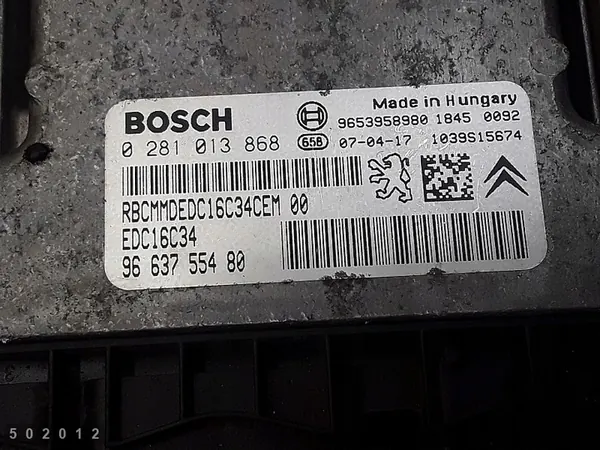 Made in Hungary
BOSCH
9653958980 1845 0092
0 281 013 868
658 07-04-17 1039S15674
RBCMMDEDC16C34CEM 00
EDC16C34
96 637 554 80
502012